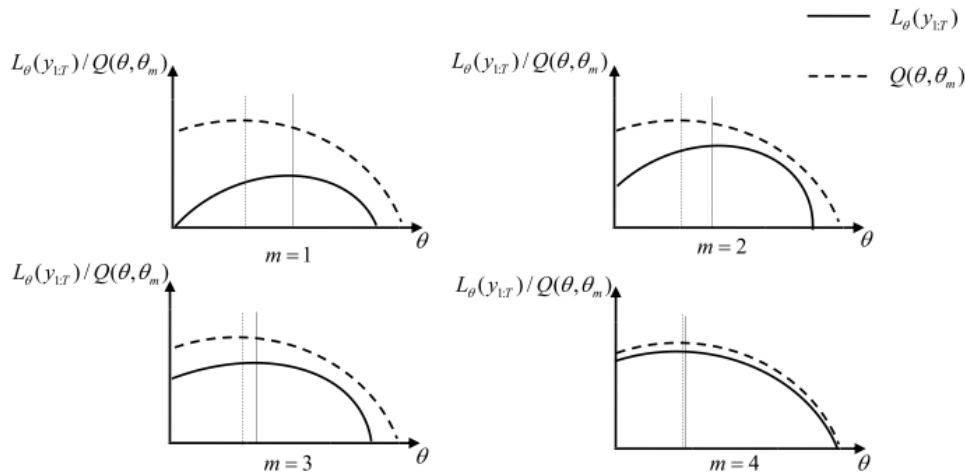 L_θ(y_{1:T})
Q(θ,θ_m)
L_θ(y_{1:T}) / Q(θ,θ_m)
θ
m = 1
L_θ(y_{1:T}) / Q(θ,θ_m)
θ
m = 2
L_θ(y_{1:T}) / Q(θ,θ_m)
θ
m = 3
L_θ(y_{1:T}) / Q(θ,θ_m)
θ
m = 4